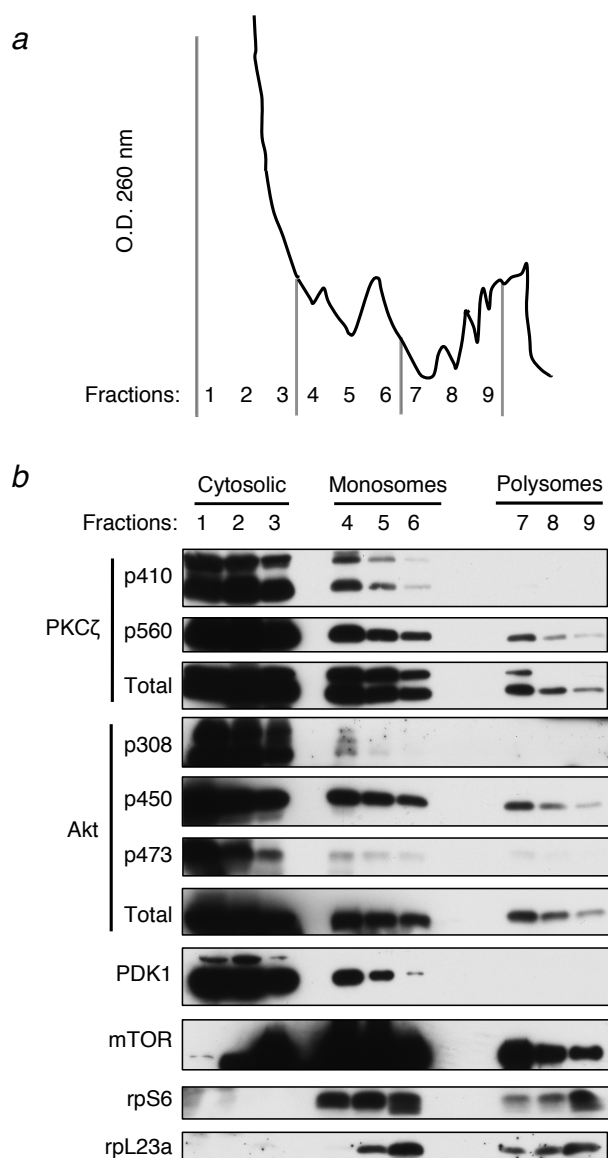 a
O.D. 260 nm
Fractions: 1 2 3 4 5 6 7 8 9
b
Cytosolic Monosomes Polysomes
Fractions: 1 2 3 4 5 6 7 8 9
PKCζ
p410
p560
Total
Akt
p308
p450
p473
Total
PDK1
mTOR
rpS6
rpL23a